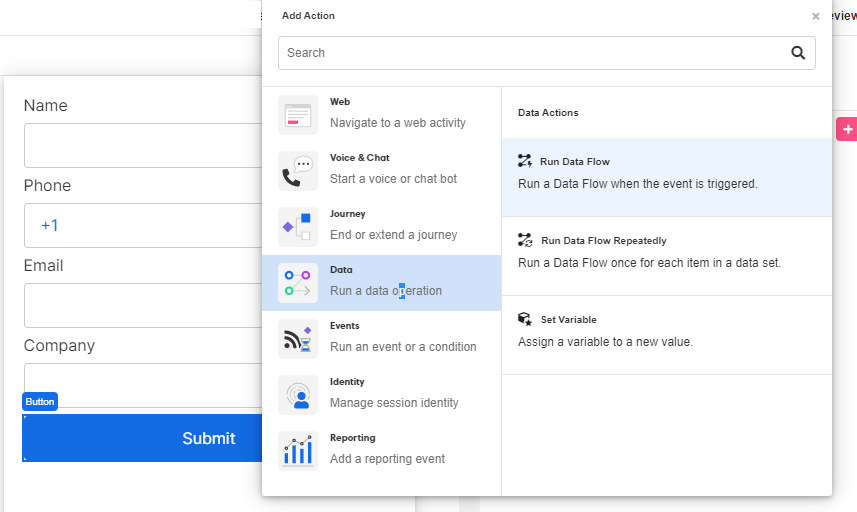 Add Action
×
Search
Name
Phone
+1
Email
Company
Button
Submit
Web
Navigate to a web activity
Voice & Chat
Start a voice or chat bot
Journey
End or extend a journey
Data
Run a data operation
Events
Run an event or a condition
Identity
Manage session identity
Reporting
Add a reporting event
Data Actions
Run Data Flow
Run a Data Flow when the event is triggered.
Run Data Flow Repeatedly
Run a Data Flow once for each item in a data set.
Set Variable
Assign a variable to a new value.
eview
+